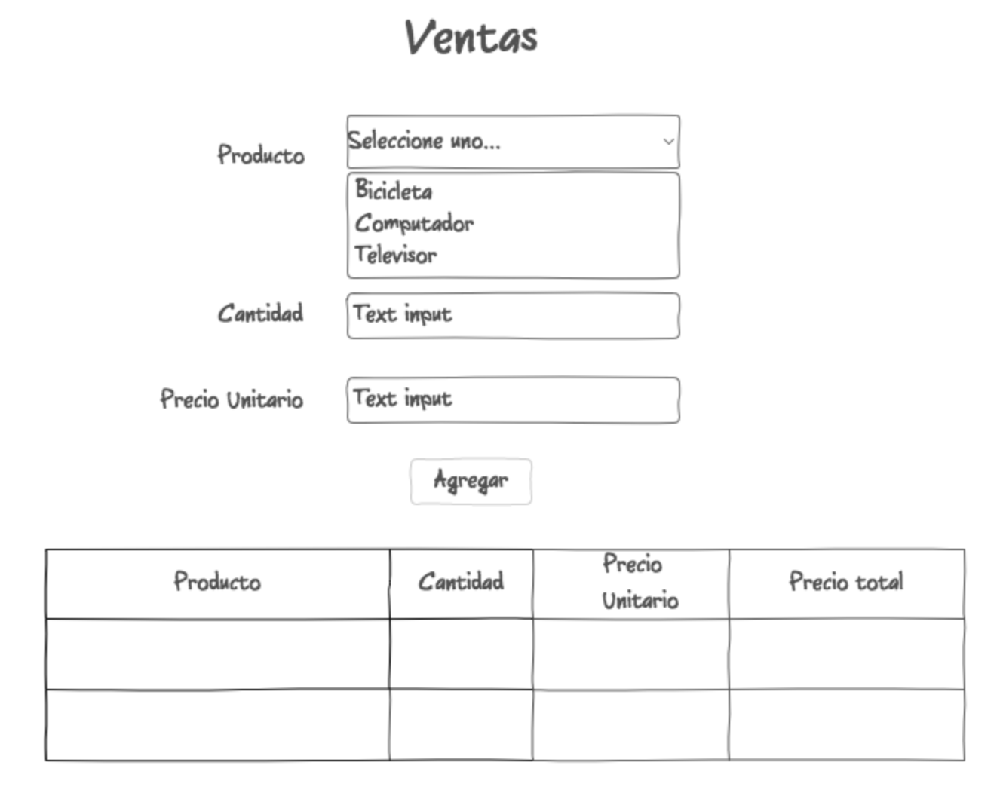 Ventas
Producto
Seleccione uno...
Bicicleta
Computador
Televisor
Cantidad
Text input
Precio Unitario
Text input
Agregar
Producto
Cantidad
Precio
Unitario
Precio total